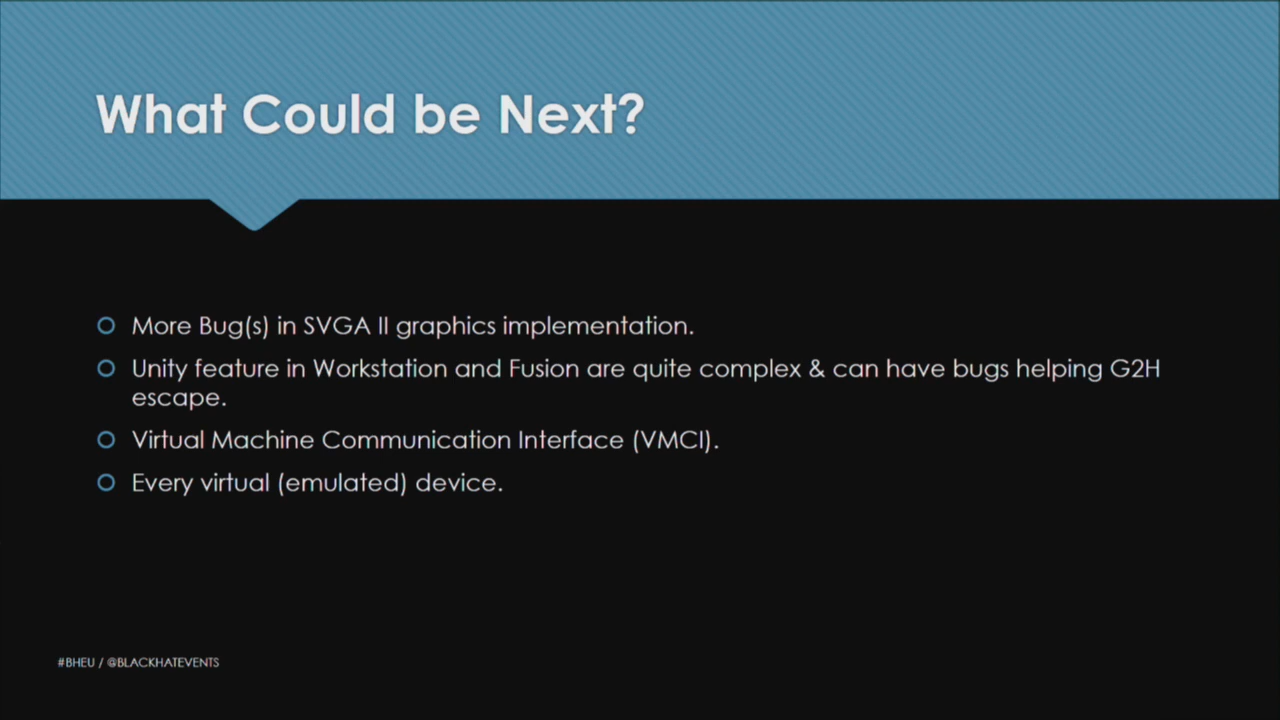 What Could be Next?
More Bug(s) in SVGA II graphics implementation.
Unity feature in Workstation and Fusion are quite complex & can have bugs helping G2H
escape.
Virtual Machine Communication Interface (VMCI).
Every virtual (emulated) device.
#BHEU / @BLACKHATEVENTS